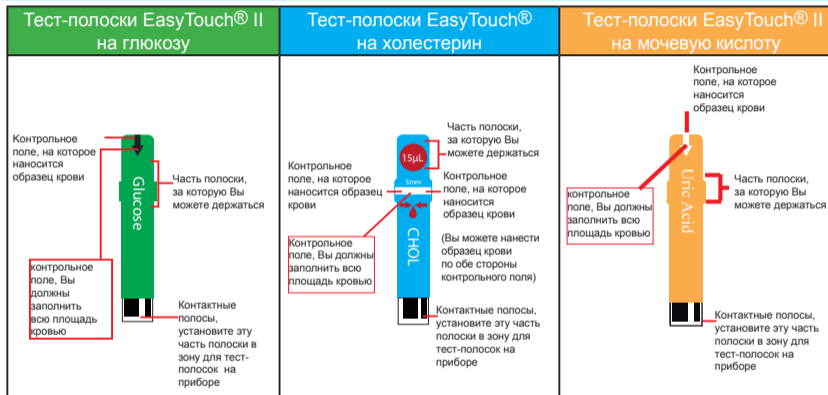 Тест-полоски EasyTouch® II
на глюкозу
Контрольное
поле, на которое
наносится
образец крови
Glucose
Часть полоски,
за которую Вы
можете держаться
контрольное
поле, Вы
должны
заполнить
всю площадь
кровью
Контактные
полосы,
установите эту
часть полоски в
зону для тест-
полосок на
приборе
Тест-полоски EasyTouch®
на холестерин
Часть полоски,
за которую Вы
можете держаться
15µL
5mm
Контрольное
поле, на которое
наносится образец
крови
Контрольное
поле, на которое
наносится
образец крови
(Вы можете нанести
образец крови
по обе стороны
контрольного поля)
CHOL
Контрольное
поле, Вы должны
заполнить всю
площадь кровью
Контактные полосы,
установите эту часть
полоски в зону для
тест-полосок на
приборе
Тест-полоски EasyTouch® II
на мочевую кислоту
Контрольное
поле, на которое
наносится
образец крови
Uric Acid
Часть полоски,
за которую Вы
можете держаться
контрольное
поле, Вы должны
заполнить всю
площадь кровью
Контактные полосы,
установите эту часть
полоски в зону для
тест-полосок на
приборе